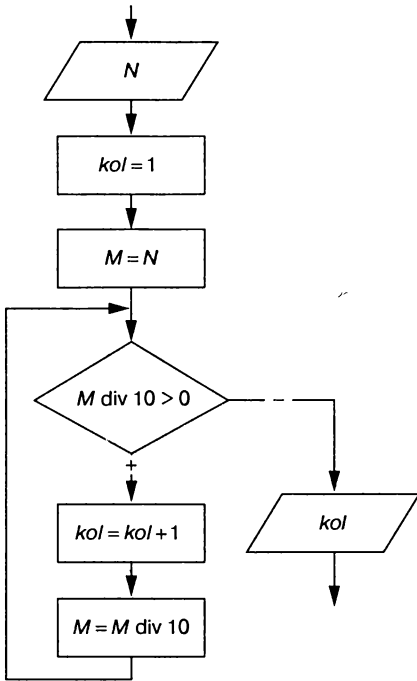 N
kol = 1
M = N
M div 10 > 0
+
–
kol = kol + 1
kol
M = M div 10